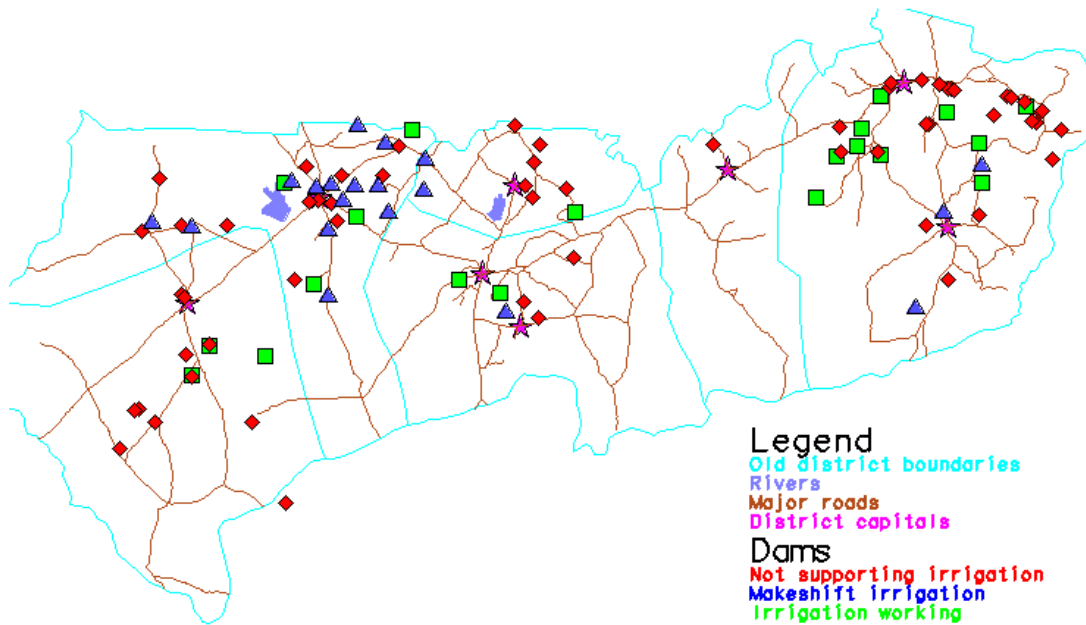 Legend
Old district boundaries
Rivers
Major roads
District capitals
Dams
Not supporting irrigation
Makeshift irrigation
Irrigation working